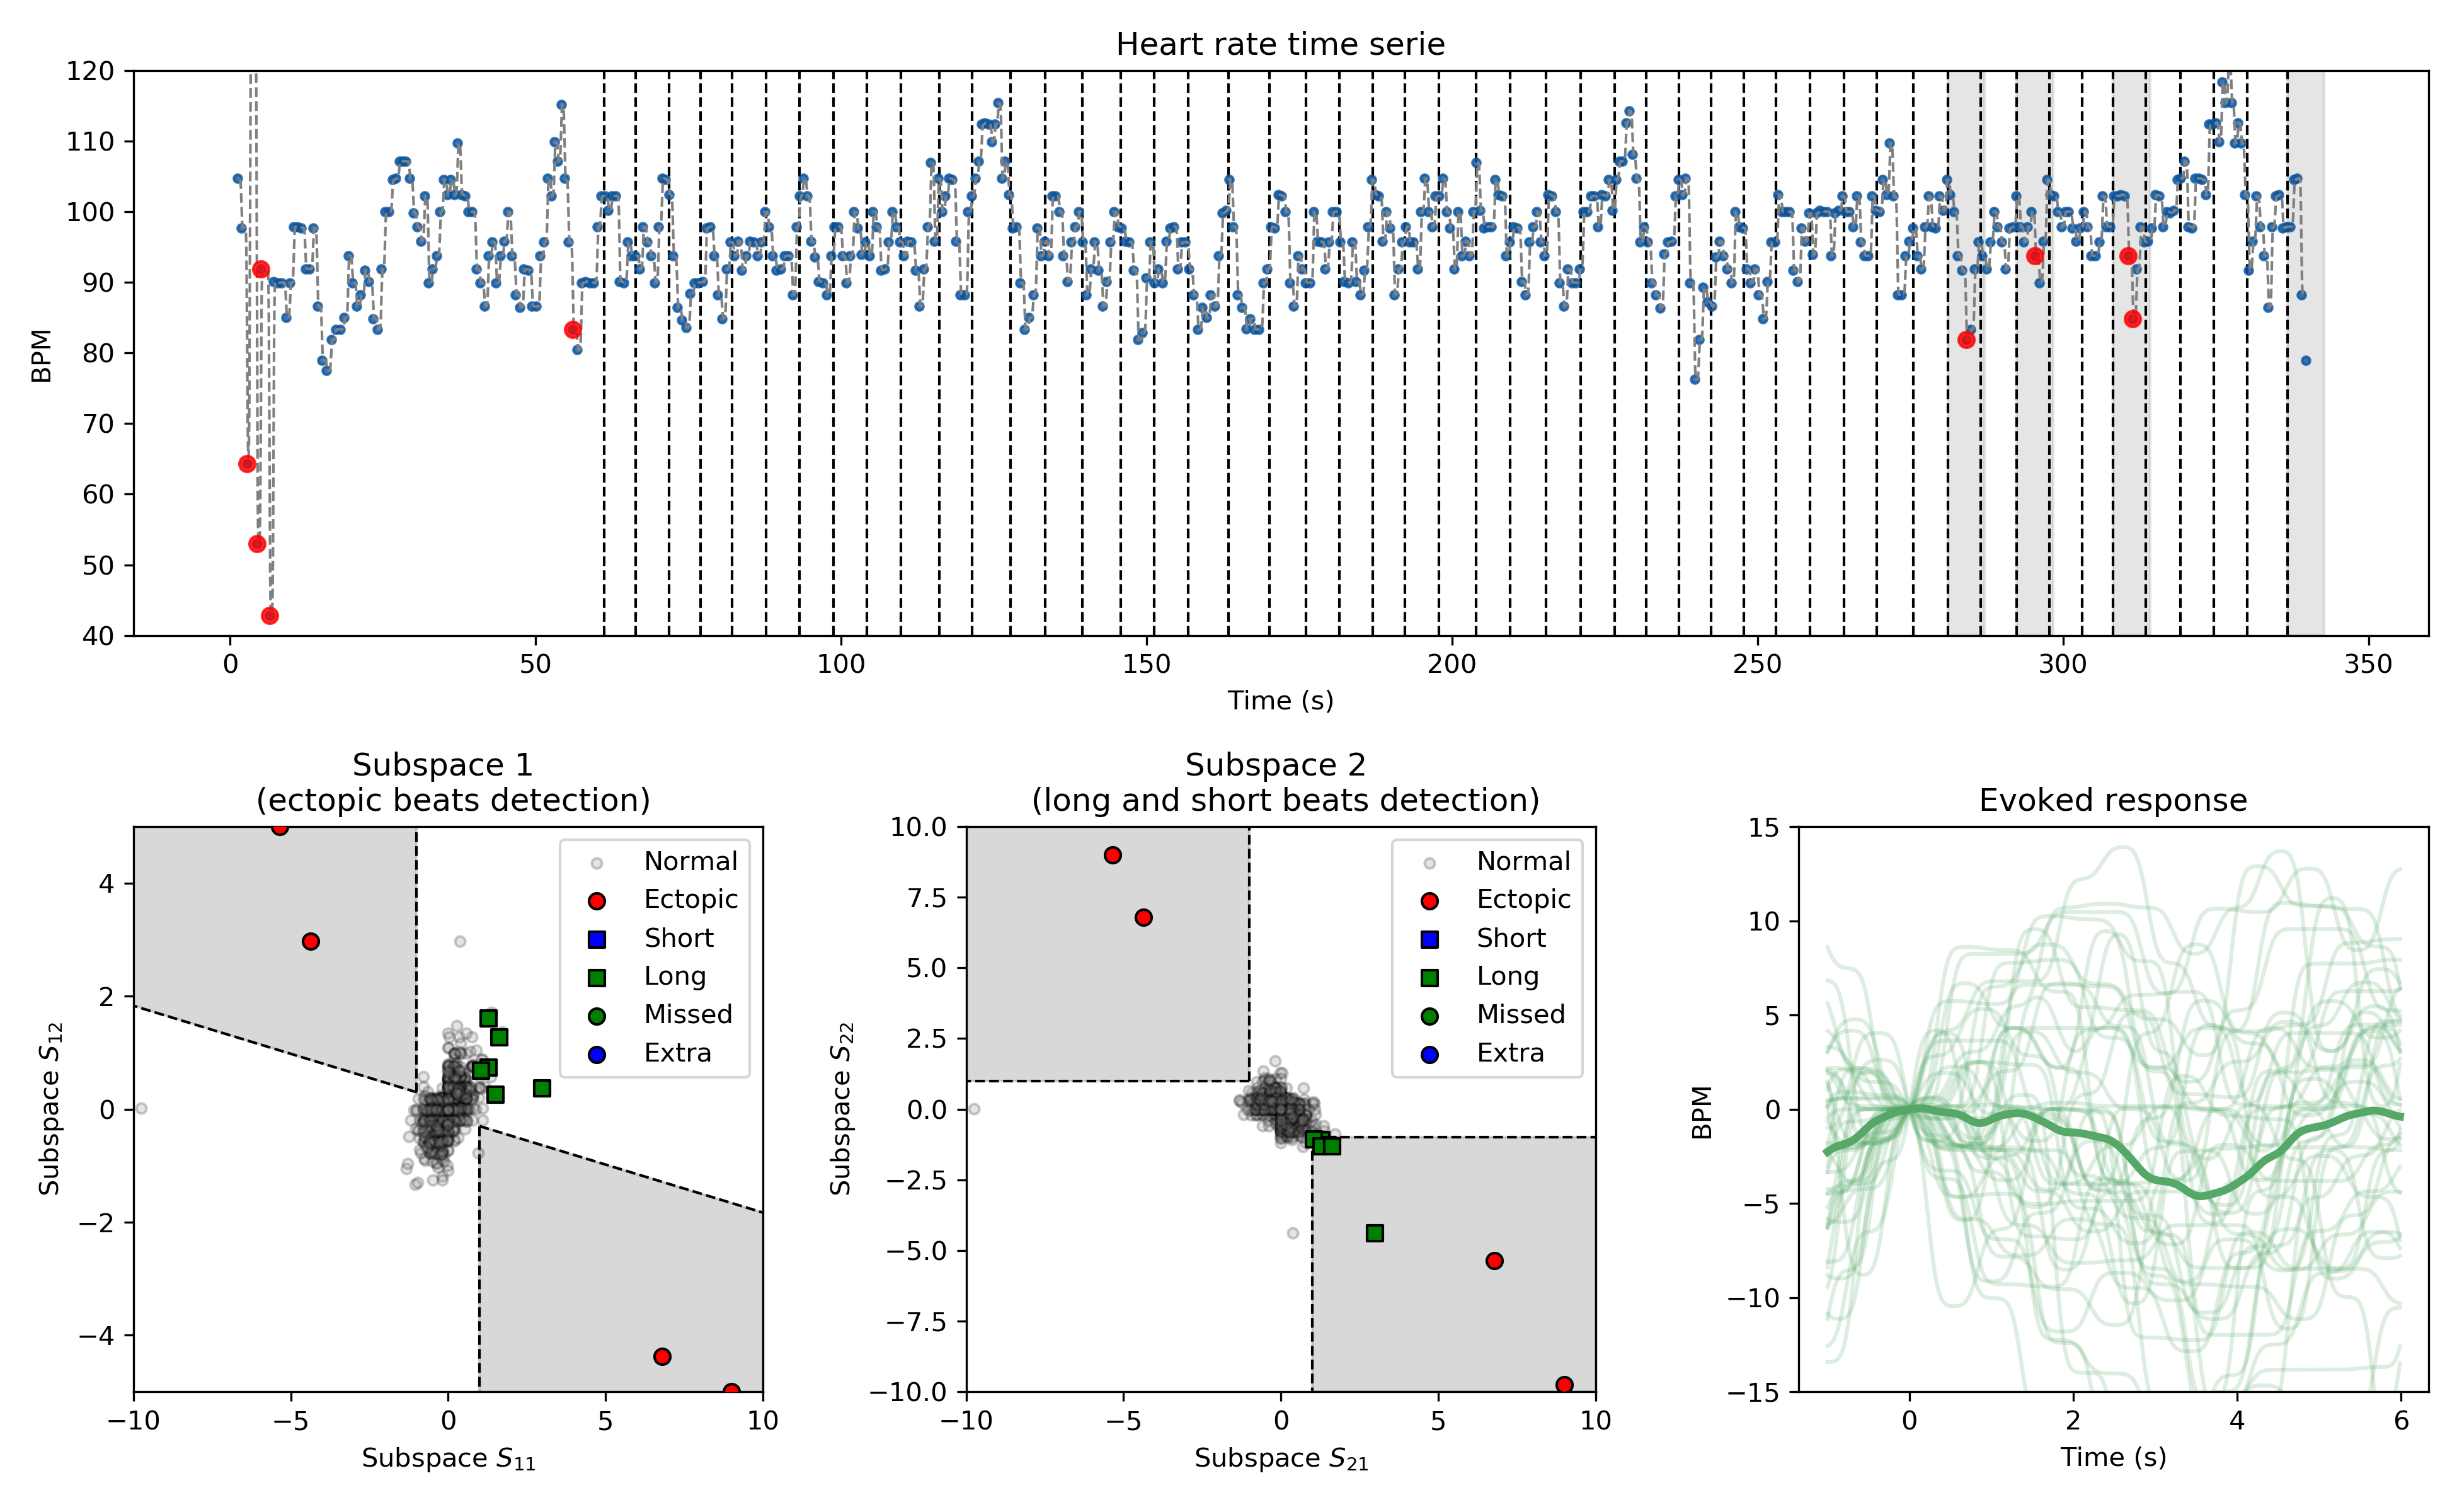 Heart rate time serie
120
110
100
90
80
70
60
50
40
BPM
0 50 100 150 200 250 300 350
Time (s)
Subspace 1
(ectopic beats detection)
4
2
0
−2
−4
Subspace S12
−10 −5 0 5 10
Subspace S11
Normal
Ectopic
Short
Long
Missed
Extra
Subspace 2
(long and short beats detection)
10.0
7.5
5.0
2.5
0.0
−2.5
−5.0
−7.5
−10.0
Subspace S22
−10 −5 0 5 10
Subspace S21
Normal
Ectopic
Short
Long
Missed
Extra
Evoked response
15
10
5
0
−5
−10
−15
BPM
0 2 4 6
Time (s)